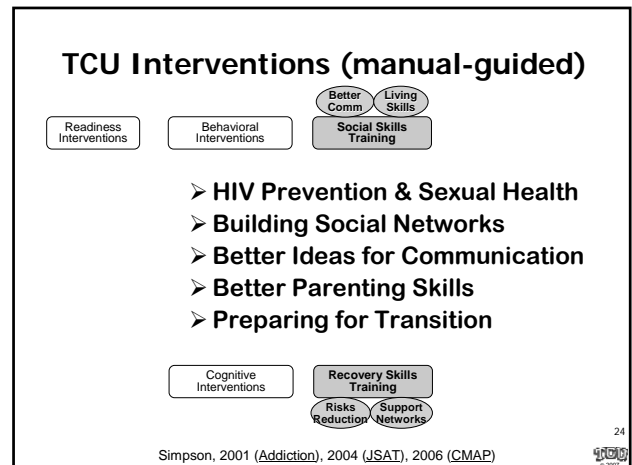 TCU Interventions (manual-guided)
Better
Comm
Living
Skills
Readiness
Interventions
Behavioral
Interventions
Social Skills
Training
➢ HIV Prevention & Sexual Health
➢ Building Social Networks
➢ Better Ideas for Communication
➢ Better Parenting Skills
➢ Preparing for Transition
Cognitive
Interventions
Recovery Skills
Training
Risks
Reduction
Support
Networks
24
Simpson, 2001 (Addiction), 2004 (JSAT), 2006 (CMAP)
TCU
© 2007